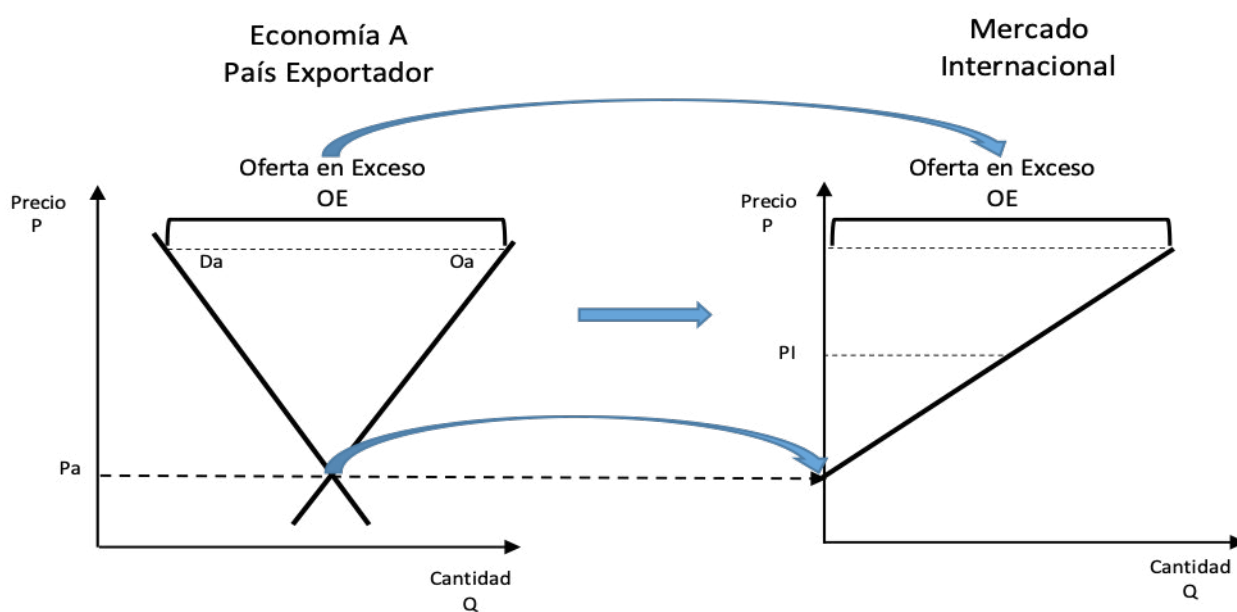 Economía A
País Exportador
Mercado
Internacional
Oferta en Exceso
OE
Oferta en Exceso
OE
Precio
P
Da
Oa
Pa
Cantidad
Q
Precio
P
PI
Cantidad
Q